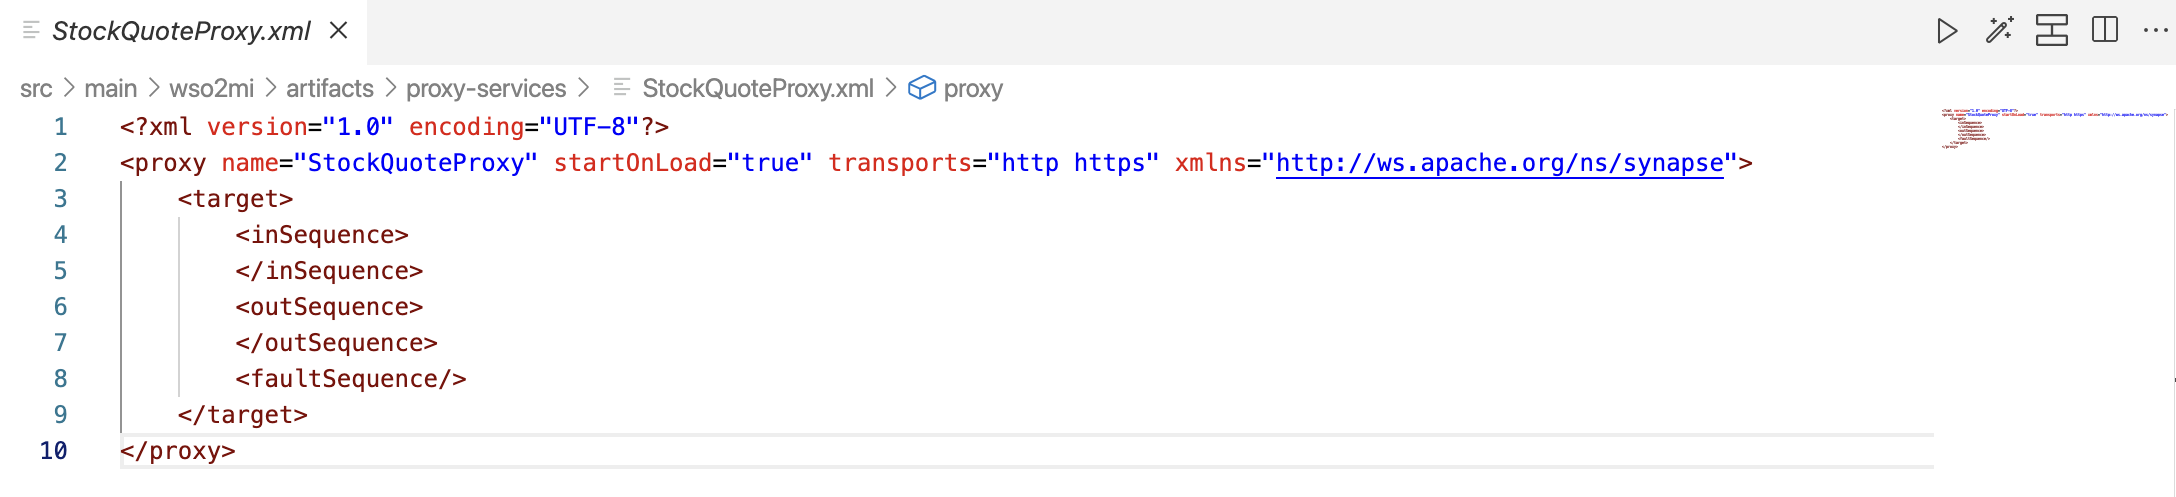 StockQuoteProxy.xml
src > main > wso2mi > artifacts > proxy-services > StockQuoteProxy.xml > proxy
1 <?xml version="1.0" encoding="UTF-8"?>
2 <proxy name="StockQuoteProxy" startOnLoad="true" transports="http https" xmlns="http://ws.apache.org/ns/synapse">
3     <target>
4         <inSequence>
5         </inSequence>
6         <outSequence>
7         </outSequence>
8         <faultSequence/>
9     </target>
10 </proxy>